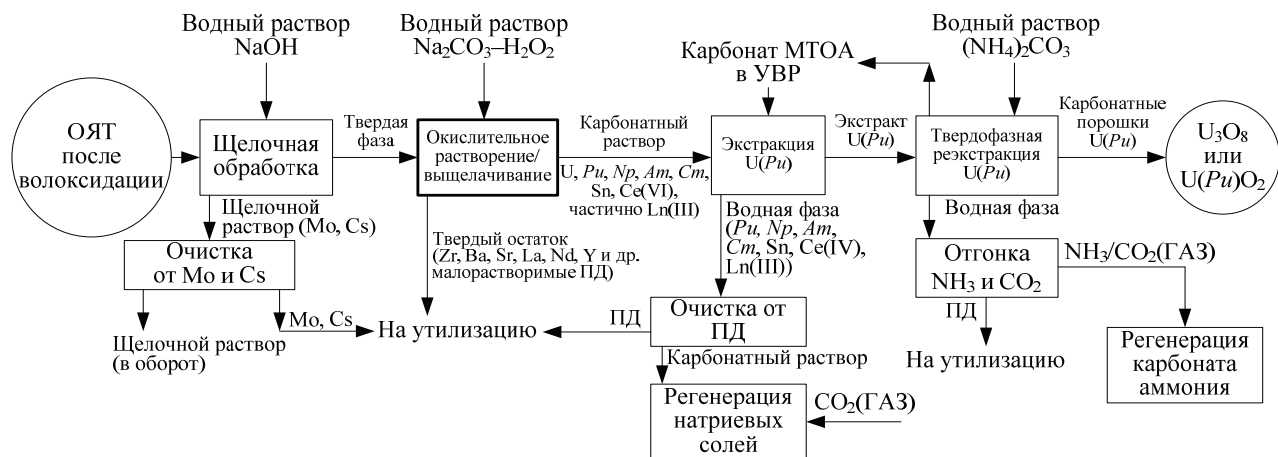 Водный раствор
NaOH
Водный раствор
Na₂CO₃–H₂O₂
Карбонат МТОА
в УВР
Водный раствор
(NH₄)₂CO₃
ОЯТ
после
волоксидации
Щелочная
обработка
Твердая
фаза
Окислительное
растворение/
выщелачивание
Карбонатный
раствор
U, Pu, Np, Am, Cm,
Sn, Ce(VI),
частично Ln(III)
Экстракция
U(Pu)
Экстракт
U(Pu)
Твердофазная
реэкстракция
U(Pu)
Карбонатные
порошки
U(Pu)
U₃O₈
или
U(Pu)O₂
Щелочной
раствор (Mo, Cs)
Очистка
от Mo и Cs
Mo, Cs
Щелочной раствор
(в оборот)
Твердый остаток
(Zr, Ba, Sr, La, Nd, Y и др.
малорастворимые ПД)
На утилизацию
Водная фаза
(Pu, Np, Am,
Cm, Sn, Ce(IV),
Ln(III))
ПД
Очистка от
ПД
Карбонатный раствор
Регенерация
натриевых
солей
CO₂(ГАЗ)
Водная фаза
Отгонка
NH₃ и CO₂
NH₃/CO₂(ГАЗ)
ПД
На утилизацию
Регенерация
карбоната
аммония